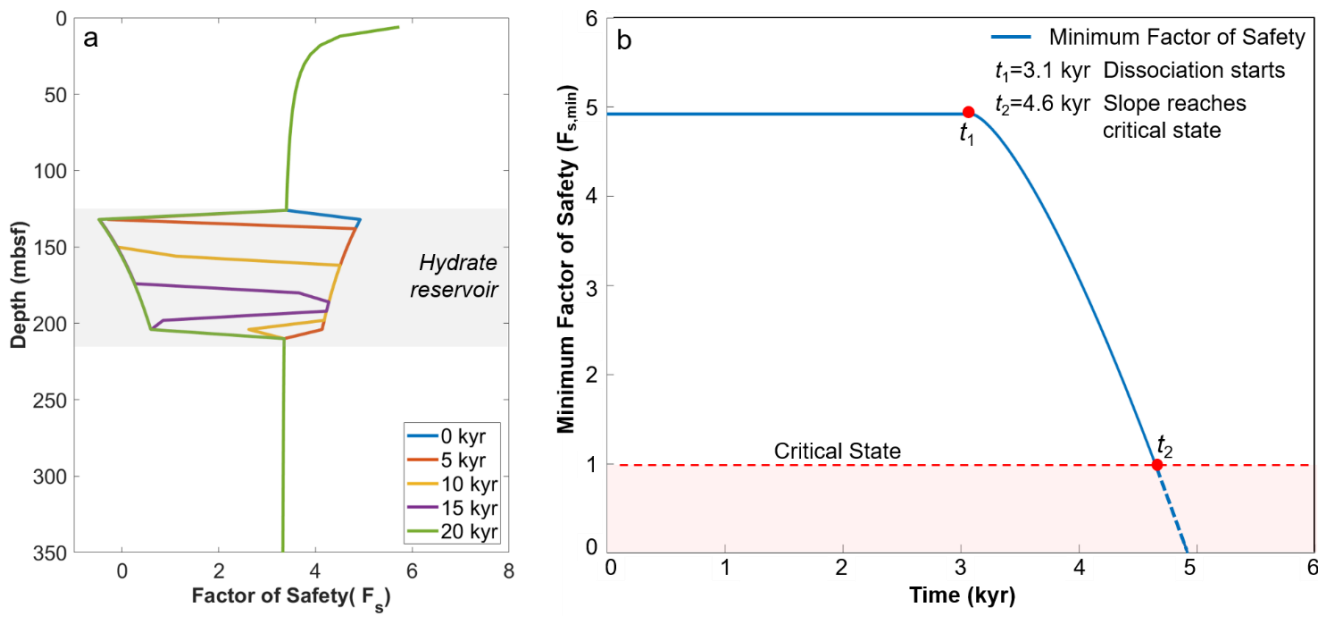 a
0
50
100
150
200
250
300
350
Depth (mbsf)
Hydrate
reservoir
0 kyr
5 kyr
10 kyr
15 kyr
20 kyr
0
2
4
6
8
Factor of Safety( Fs)
b
6
5
4
3
2
1
0
Minimum Factor of Safety (Fs,min)
Minimum Factor of Safety
t1=3.1 kyr Dissociation starts
t2=4.6 kyr Slope reaches
critical state
t1
t2
Critical State
0
1
2
3
4
5
6
Time (kyr)